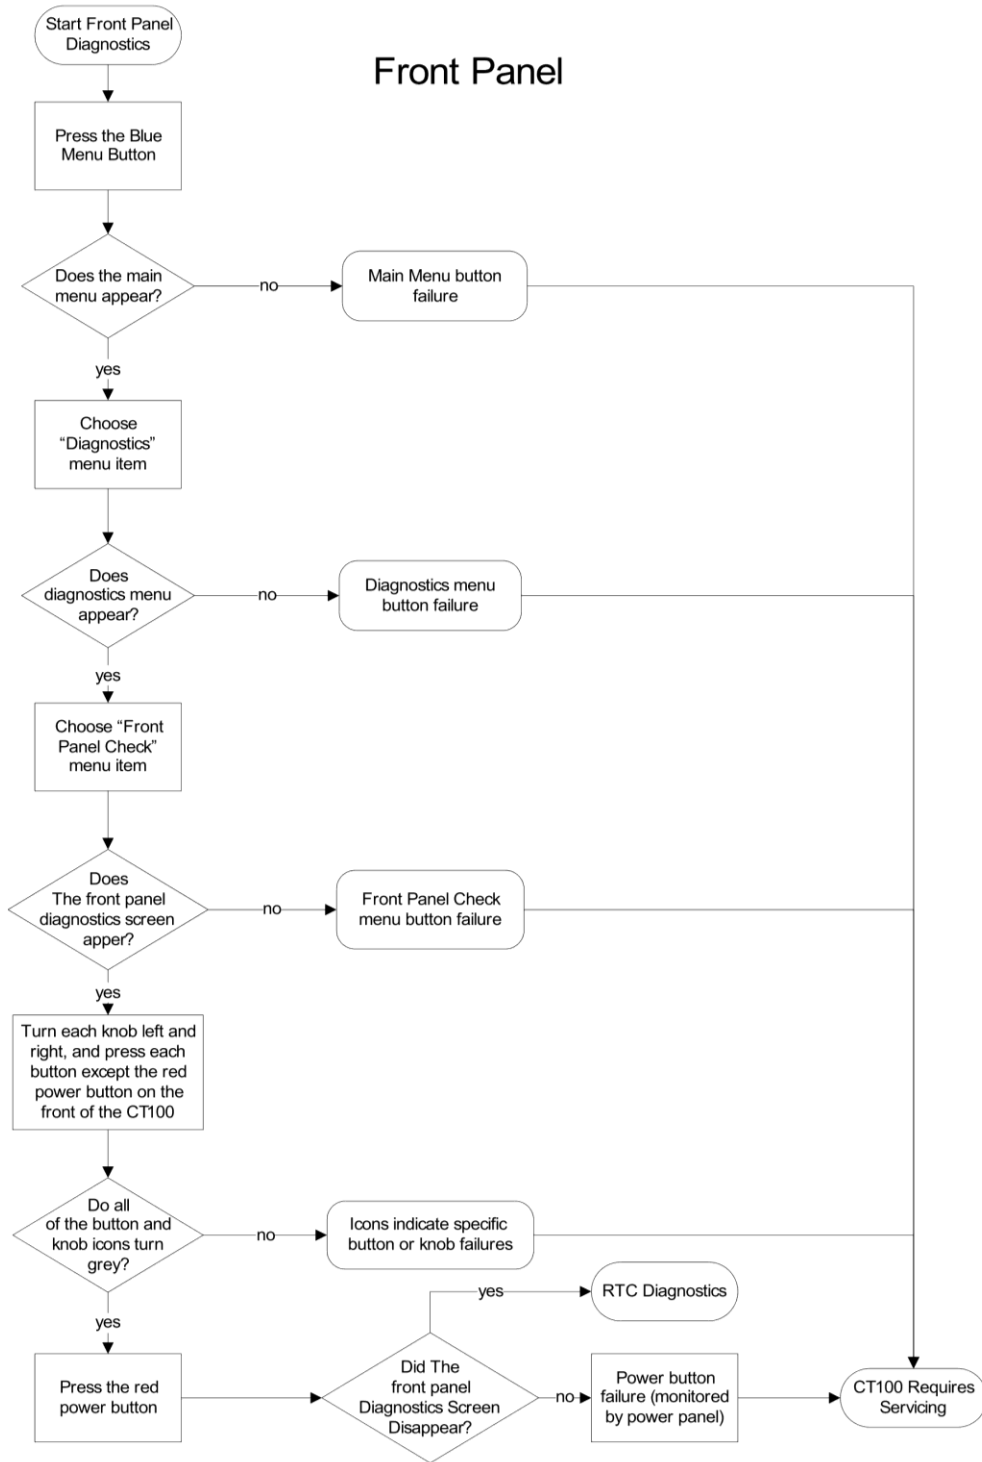 Start Front Panel
Diagnostics
Front Panel
Press the Blue
Menu Button
Does the main
menu appear?
no
Main Menu button
failure
yes
Choose
“Diagnostics”
menu item
Does
diagnostics menu
appear?
no
Diagnostics menu
button failure
yes
Choose “Front
Panel Check”
menu item
Does
The front panel
diagnostics screen
apper?
no
Front Panel Check
menu button failure
yes
Turn each knob left and
right, and press each
button except the red
power button on the
front of the CT100
Do all
of the button and
knob icons turn
grey?
no
Icons indicate specific
button or knob failures
yes
Press the red
power button
Did The
front panel
Diagnostics Screen
Disappear?
yes
RTC Diagnostics
no
Power button
failure (monitored
by power panel)
CT100 Requires
Servicing